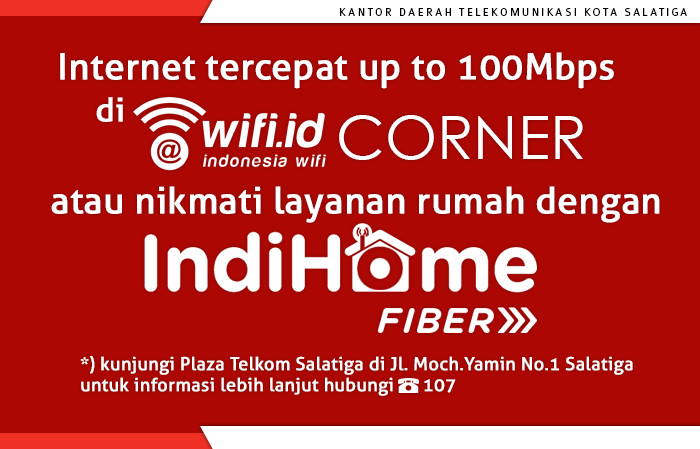 KANTOR DAERAH TELEKOMUNIKASI KOTA SALATIGA
Internet tercepat up to 100Mbps
di @wifi.id CORNER
indonesia wifi
atau nikmati layanan rumah dengan
IndiHome
FIBER
*) kunjungi Plaza Telkom Salatiga di Jl. Moch.Yamin No.1 Salatiga
untuk informasi lebih lanjut hubungi ☎ 107